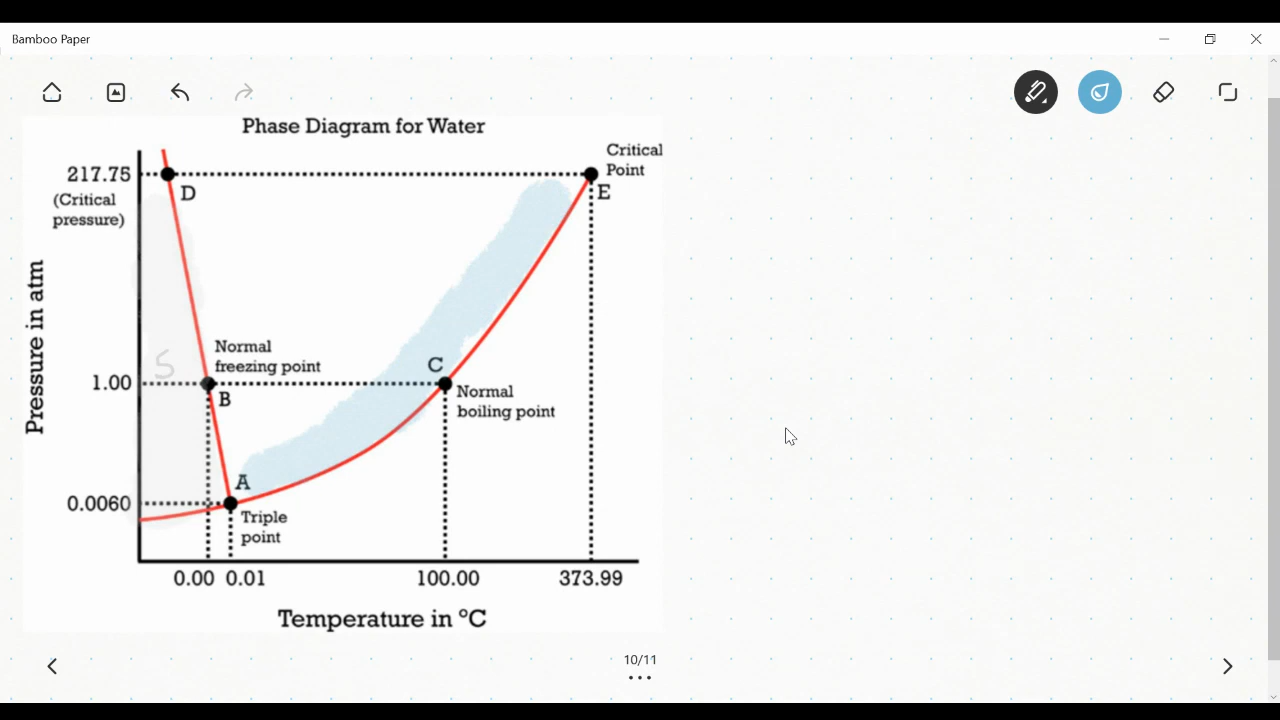 Bamboo Paper
Phase Diagram for Water
Critical
Point
217.75
(Critical
pressure)
D
E
Pressure in atm
S
Normal
freezing point
C
1.00
B
Normal
boiling point
A
0.0060
Triple
point
0.00 0.01 100.00 373.99
Temperature in °C
10/11